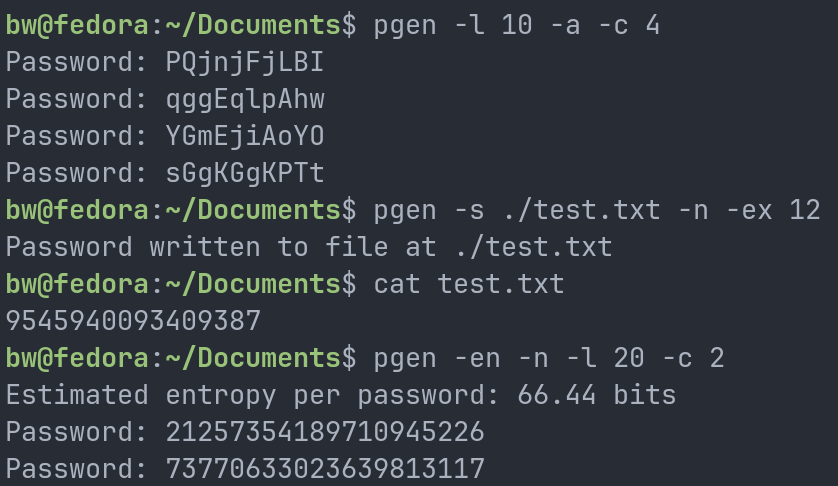 bw@fedora:~/Documents$ pgen -l 10 -a -c 4
Password: PQjnjFjLBI
Password: qggEqlpAhw
Password: YGmEjiAoYO
Password: sGgKGgKPTt
bw@fedora:~/Documents$ pgen -s ./test.txt -n -ex 12
Password written to file at ./test.txt
bw@fedora:~/Documents$ cat test.txt
9545940093409387
bw@fedora:~/Documents$ pgen -en -n -l 20 -c 2
Estimated entropy per password: 66.44 bits
Password: 21257354189710945226
Password: 73770633023639813117